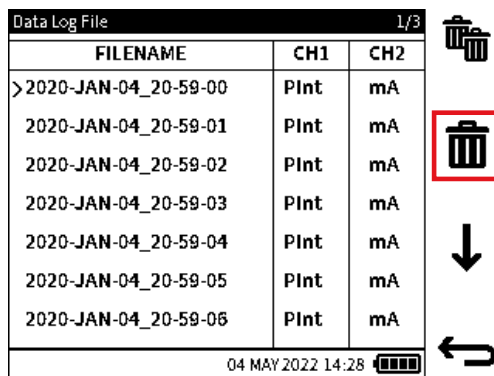 Data Log File 1/3
FILENAME CH1 CH2
>2020-JAN-04_20-59-00 PInt mA
2020-JAN-04_20-59-01 PInt mA
2020-JAN-04_20-59-02 PInt mA
2020-JAN-04_20-59-03 PInt mA
2020-JAN-04_20-59-04 PInt mA
2020-JAN-04_20-59-05 PInt mA
2020-JAN-04_20-59-06 PInt mA
04 MAY 2022 14:28